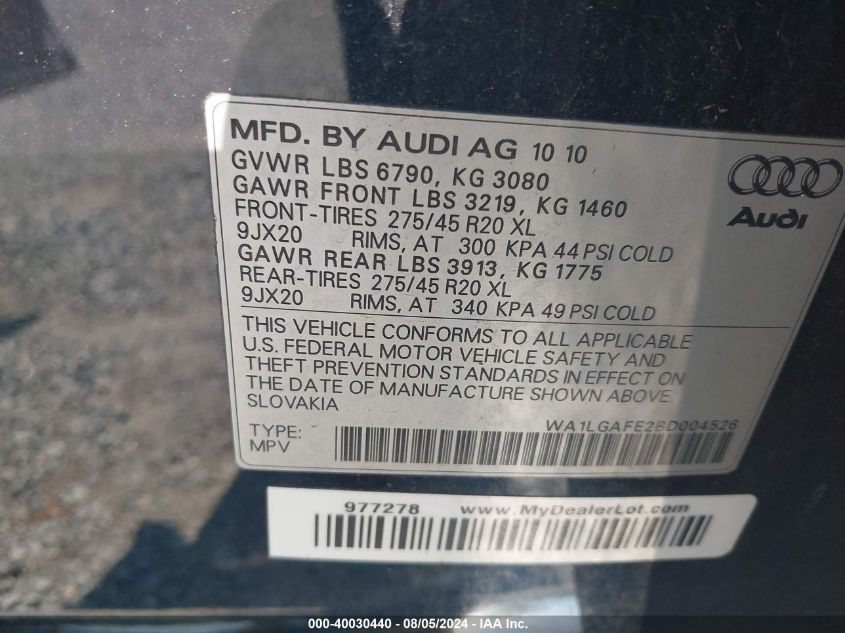 MFD. BY AUDI AG 10 10
GVWR LBS 6790, KG 3080
GAWR FRONT LBS 3219, KG 1460
FRONT-TIRES 275/45 R20 XL
9JX20 RIMS, AT 300 KPA 44 PSI COLD
GAWR REAR LBS 3913, KG 1775
REAR-TIRES 275/45 R20 XL
9JX20 RIMS, AT 340 KPA 49 PSI COLD
Audi
THIS VEHICLE CONFORMS TO ALL APPLICABLE
U.S. FEDERAL MOTOR VEHICLE SAFETY AND
THEFT PREVENTION STANDARDS IN EFFECT ON
THE DATE OF MANUFACTURE SHOWN ABOVE
SLOVAKIA
WA1LGAFE2BD004526
TYPE:
MPV
977278 www.MyDealerLot.com
000-40030440 - 08/05/2024 - IAA Inc.